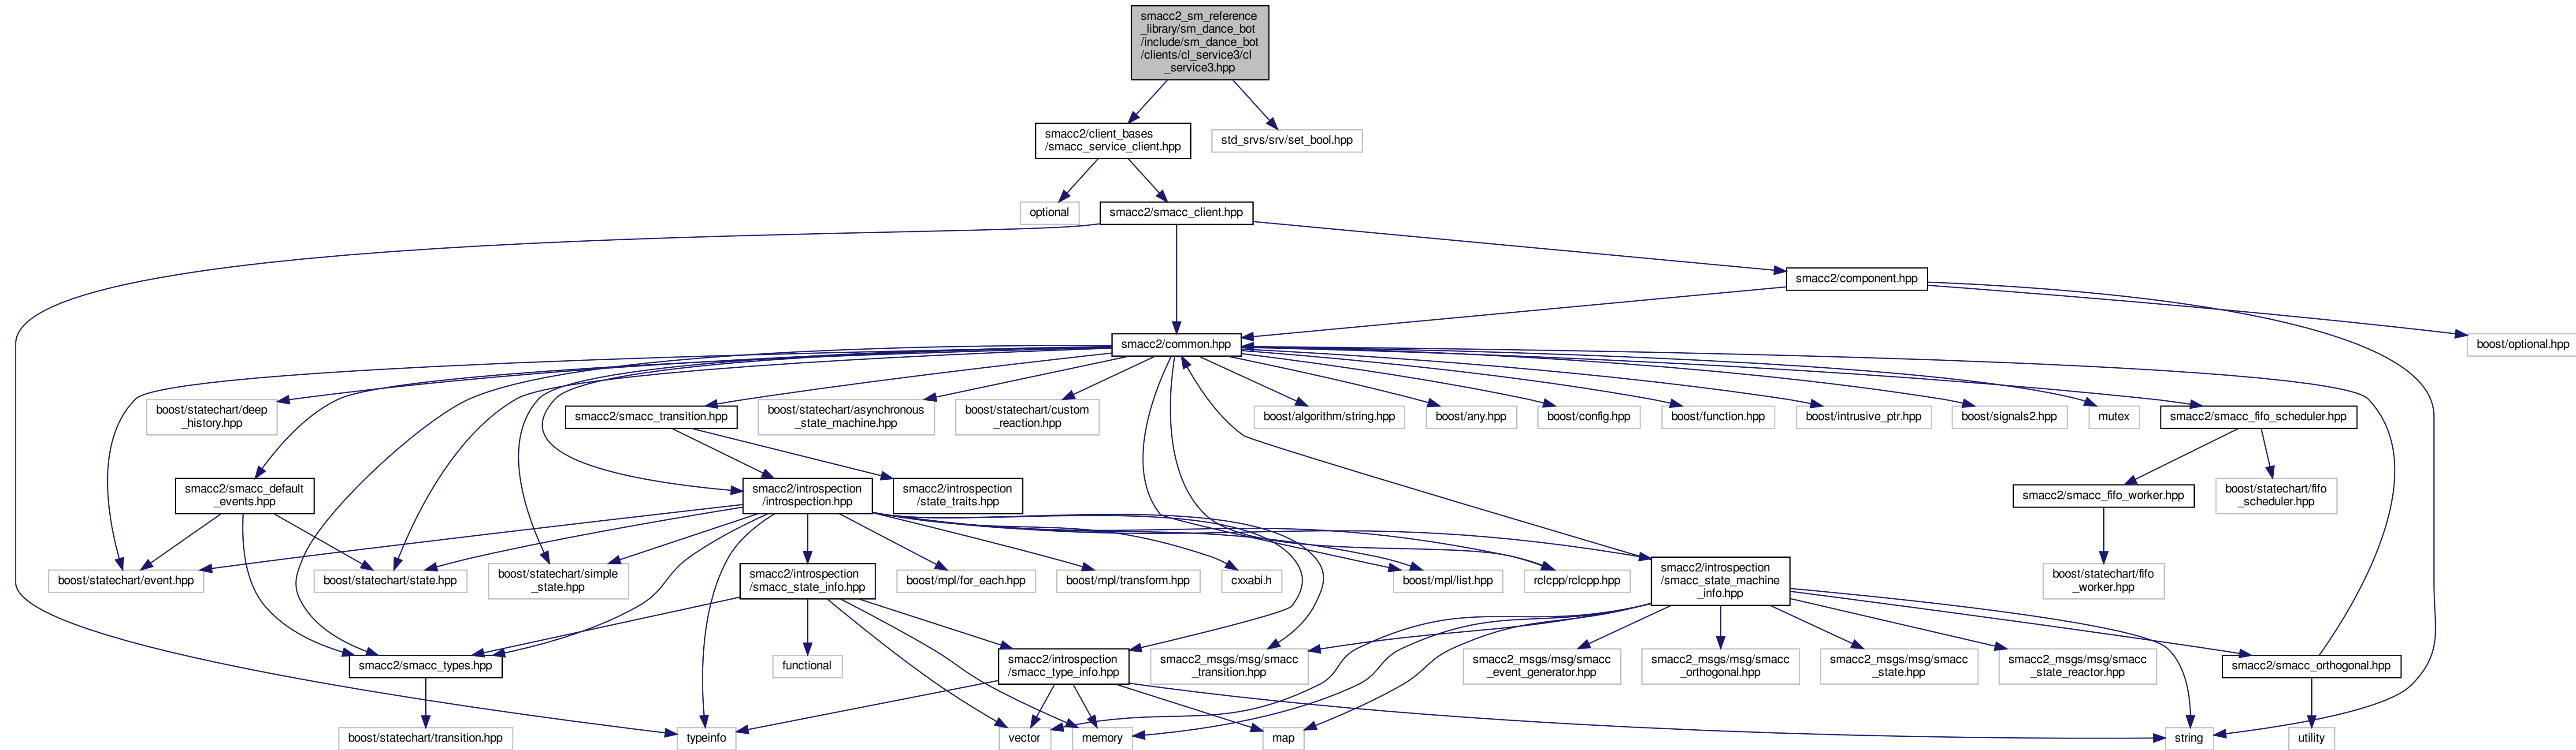 smacc2_sm_reference
_library/sm_dance_bot
/include/sm_dance_bot
/clients/cl_service3/cl
_service3.hpp
smacc2/client_bases
/smacc_service_client.hpp
std_srvs/srv/set_bool.hpp
optional
smacc2/smacc_client.hpp
smacc2/component.hpp
smacc2/common.hpp
boost/optional.hpp
boost/statechart/deep
_history.hpp
smacc2/smacc_transition.hpp
boost/statechart/asynchronous
_state_machine.hpp
boost/statechart/custom
_reaction.hpp
boost/algorithm/string.hpp
boost/any.hpp
boost/config.hpp
boost/function.hpp
boost/intrusive_ptr.hpp
boost/signals2.hpp
mutex
smacc2/smacc_fifo_scheduler.hpp
smacc2/smacc_default
_events.hpp
smacc2/introspection
/introspection.hpp
smacc2/introspection
/state_traits.hpp
smacc2/smacc_fifo_worker.hpp
boost/statechart/fifo
_scheduler.hpp
boost/statechart/event.hpp
boost/statechart/state.hpp
boost/statechart/simple
_state.hpp
smacc2/introspection
/smacc_state_info.hpp
boost/mpl/for_each.hpp
boost/mpl/transform.hpp
cxxabi.h
boost/mpl/list.hpp
rclcpp/rclcpp.hpp
smacc2/introspection
/smacc_state_machine
_info.hpp
boost/statechart/fifo
_worker.hpp
smacc2/smacc_types.hpp
functional
smacc2/introspection
/smacc_type_info.hpp
smacc2_msgs/msg/smacc
_transition.hpp
smacc2_msgs/msg/smacc
_event_generator.hpp
smacc2_msgs/msg/smacc
_orthogonal.hpp
smacc2_msgs/msg/smacc
_state.hpp
smacc2_msgs/msg/smacc
_state_reactor.hpp
smacc2/smacc_orthogonal.hpp
boost/statechart/transition.hpp
typeinfo
vector
memory
map
string
utility